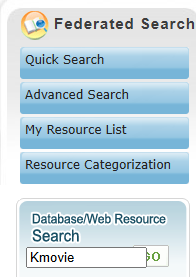 Federated Search
Quick Search
Advanced Search
My Resource List
Resource Categorization
Database/Web Resource
Search
Kmovie GO